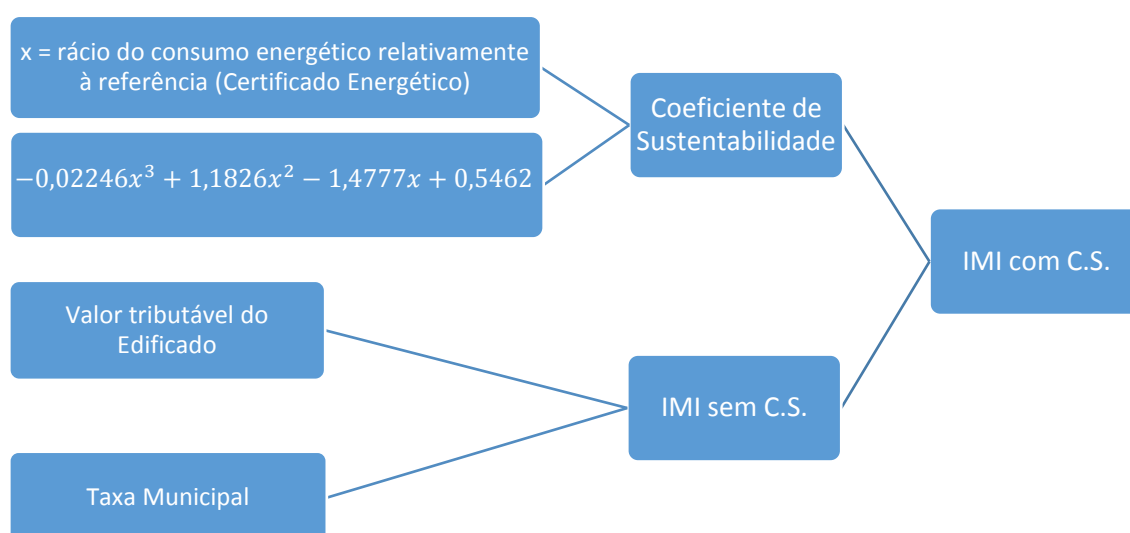 x = rácio do consumo energético relativamente
à referência (Certificado Energético)
−0,02246x³ + 1,1826x² − 1,4777x + 0,5462
Coeficiente de
Sustentabilidade
IMI com C.S.
Valor tributável do
Edificado
IMI sem C.S.
Taxa Municipal